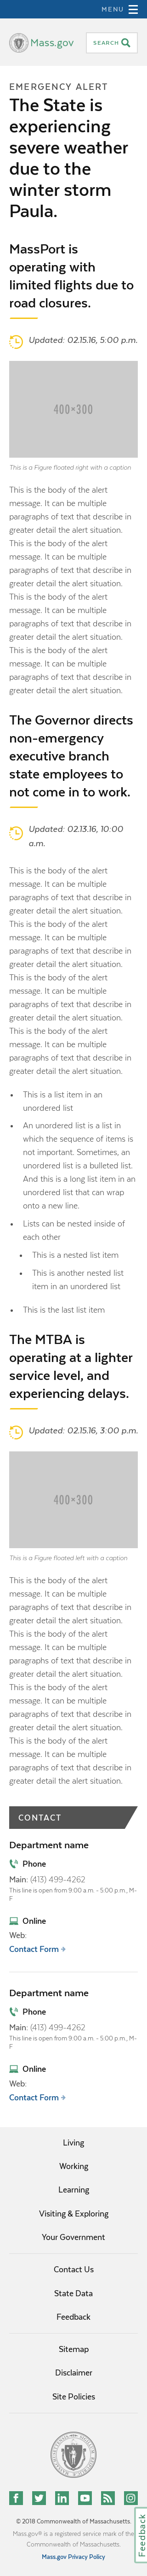 MENU
Mass.gov
SEARCH
EMERGENCY ALERT
The State is
experiencing
severe weather
due to the
winter storm
Paula.
MassPort is
operating with
limited flights due to
road closures.
Updated: 02.15.16, 5:00 p.m.
400×300
This is a Figure floated right with a caption
This is the body of the alert
message. It can be multiple
paragraphs of text that describe in
greater detail the alert situation.
This is the body of the alert
message. It can be multiple
paragraphs of text that describe in
greater detail the alert situation.
This is the body of the alert
message. It can be multiple
paragraphs of text that describe in
greater detail the alert situation.
This is the body of the alert
message. It can be multiple
paragraphs of text that describe in
greater detail the alert situation.
The Governor directs
non-emergency
executive branch
state employees to
not come in to work.
Updated: 02.13.16, 10:00
a.m.
This is the body of the alert
message. It can be multiple
paragraphs of text that describe in
greater detail the alert situation.
This is the body of the alert
message. It can be multiple
paragraphs of text that describe in
greater detail the alert situation.
This is the body of the alert
message. It can be multiple
paragraphs of text that describe in
greater detail the alert situation.
This is the body of the alert
message. It can be multiple
paragraphs of text that describe in
greater detail the alert situation.
• This is a list item in an
unordered list
• An unordered list is a list in
which the sequence of items is
not important. Sometimes, an
unordered list is a bulleted list.
And this is a long list item in an
unordered list that can wrap
onto a new line.
• Lists can be nested inside of
each other
• This is a nested list item
• This is another nested list
item in an unordered list
• This is the last list item
The MTBA is
operating at a lighter
service level, and
experiencing delays.
Updated: 02.15.16, 3:00 p.m.
400×300
This is a Figure floated left with a caption
This is the body of the alert
message. It can be multiple
paragraphs of text that describe in
greater detail the alert situation.
This is the body of the alert
message. It can be multiple
paragraphs of text that describe in
greater detail the alert situation.
This is the body of the alert
message. It can be multiple
paragraphs of text that describe in
greater detail the alert situation.
This is the body of the alert
message. It can be multiple
paragraphs of text that describe in
greater detail the alert situation.
CONTACT
Department name
Phone
Main: (413) 499-4262
This line is open from 9:00 a.m. - 5:00 p.m., M-
F
Online
Web:
Contact Form
Department name
Phone
Main: (413) 499-4262
This line is open from 9:00 a.m. - 5:00 p.m., M-
F
Online
Web:
Contact Form
Living
Working
Learning
Visiting & Exploring
Your Government
Contact Us
State Data
Feedback
Sitemap
Disclaimer
Site Policies
Feedback
© 2018 Commonwealth of Massachusetts.
Mass.gov® is a registered service mark of the
Commonwealth of Massachusetts.
Mass.gov Privacy Policy